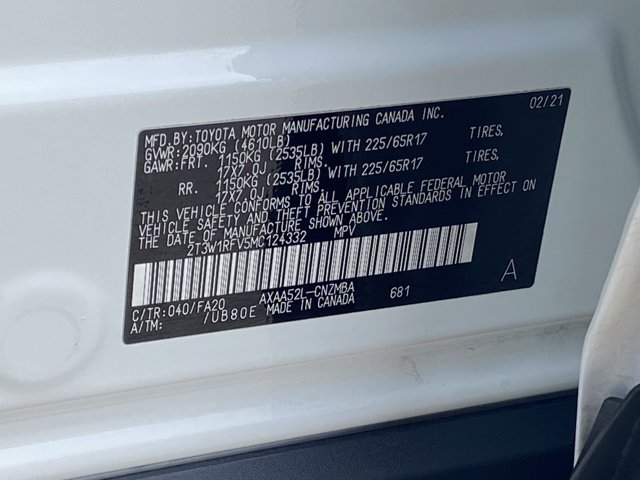 MFD.BY:TOYOTA MOTOR MANUFACTURING CANADA INC. 02/21
GVWR:2090KG (4610LB)
GAWR:FRT. 1150KG (2535LB) WITH 225/65R17 TIRES,
17X7.0J RIMS,
RR. 1150KG (2535LB) WITH 225/65R17 TIRES,
17X7.0J RIMS.
THIS VEHICLE CONFORMS TO ALL APPLICABLE FEDERAL MOTOR
VEHICLE SAFETY AND THEFT PREVENTION STANDARDS IN EFFECT ON
THE DATE OF MANUFACTURE SHOWN ABOVE.
2T3W1RFV5MC124332 MPV
A
C/TR:040/FA20 AXAA52L-CNZMBA 681
A/TM: /UB80E MADE IN CANADA